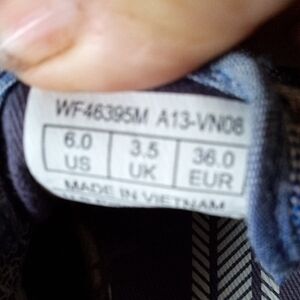 WF46395M A13-VN08
6.0 3.5 36.0
US UK EUR
MADE IN VIETNAM